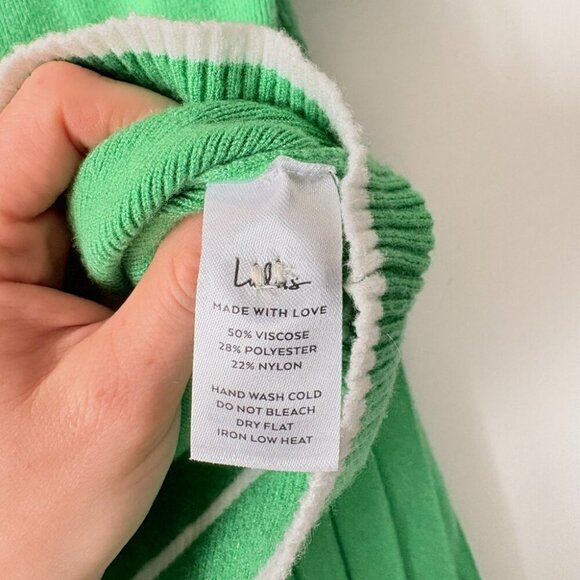 Lulus
MADE WITH LOVE
50% VISCOSE
28% POLYESTER
22% NYLON
HAND WASH COLD
DO NOT BLEACH
DRY FLAT
IRON LOW HEAT